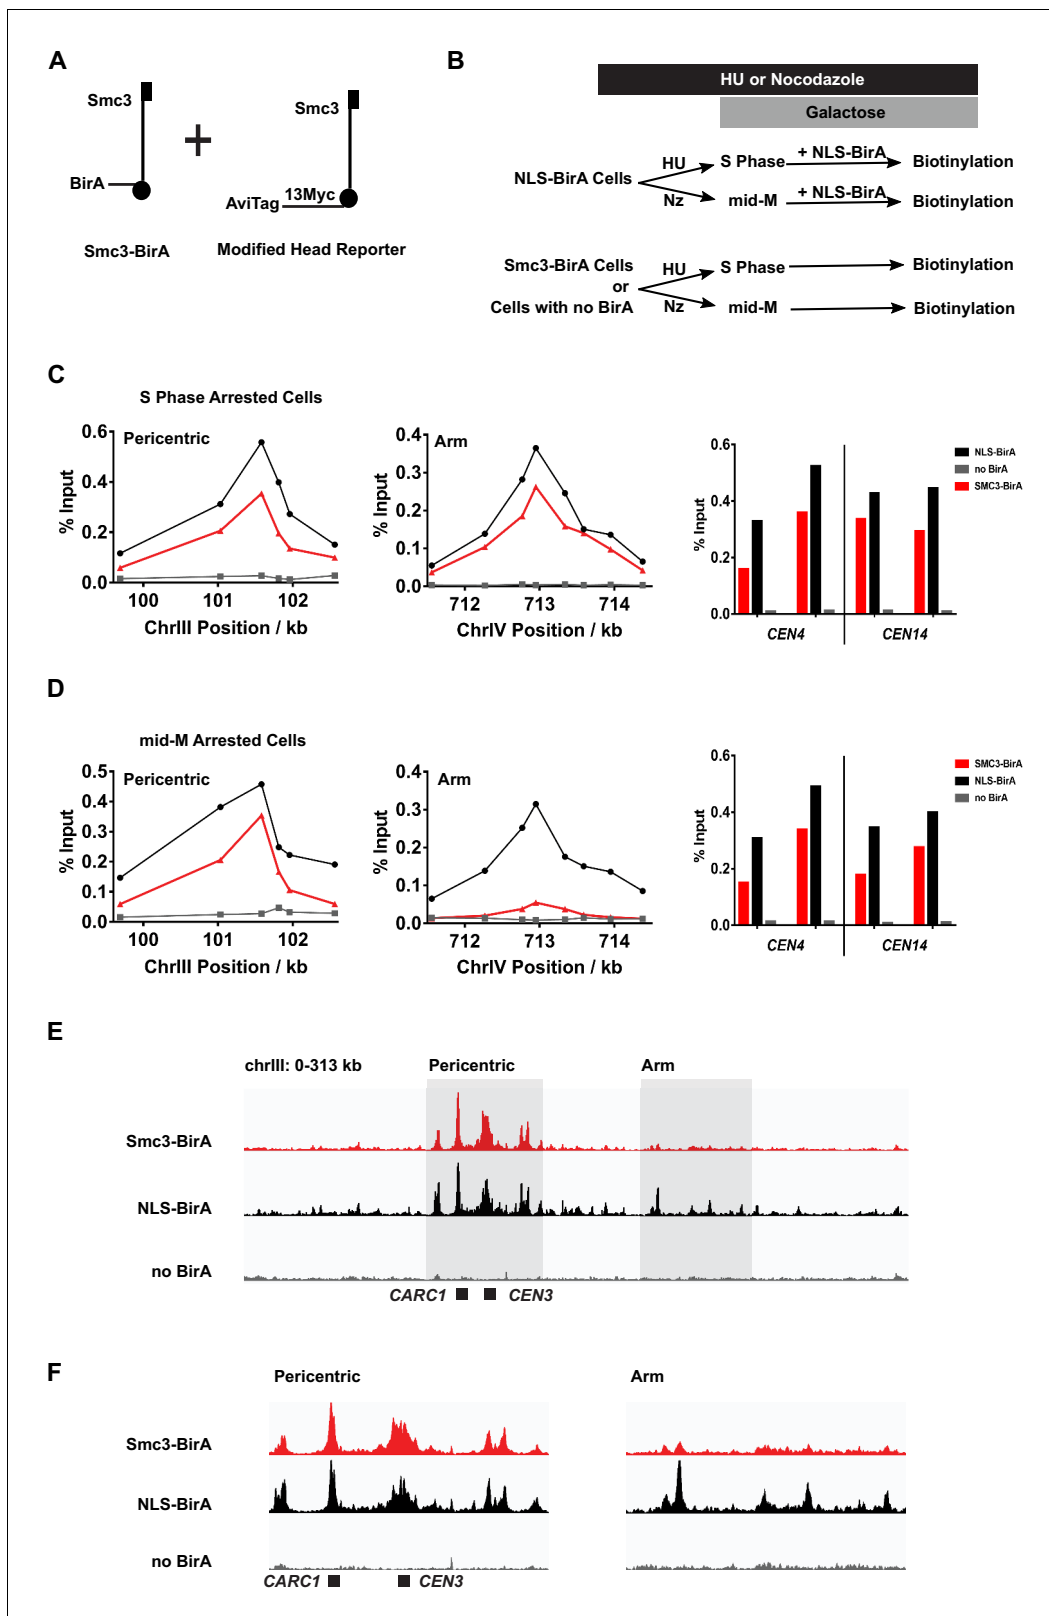 A
Smc3
BirA
Smc3-BirA
+
Smc3
13Myc
AviTag
Modified Head Reporter
B
HU or Nocodazole
Galactose
NLS-BirA Cells
HU
S Phase
+ NLS-BirA
Biotinylation
Nz
mid-M
+ NLS-BirA
Biotinylation
Smc3-BirA Cells
or
Cells with no BirA
HU
S Phase
Biotinylation
Nz
mid-M
Biotinylation
C
S Phase Arrested Cells
Pericentric
% Input
0.6
0.4
0.2
0.0
100 101 102
ChrIII Position / kb
Arm
% Input
0.4
0.3
0.2
0.1
0.0
712 713 714
ChrIV Position / kb
% Input
0.6
0.4
0.2
0.0
CEN4 CEN14
NLS-BirA
no BirA
SMC3-BirA
D
mid-M Arrested Cells
Pericentric
% Input
0.5
0.4
0.3
0.2
0.1
0.0
100 101 102
ChrIII Position / kb
Arm
% Input
0.4
0.3
0.2
0.1
0.0
712 713 714
ChrIV Position / kb
% Input
0.6
0.4
0.2
0.0
CEN4 CEN14
SMC3-BirA
NLS-BirA
no BirA
E
chrIII: 0-313 kb
Pericentric
Arm
Smc3-BirA
NLS-BirA
no BirA
CARC1 CEN3
F
Pericentric
Arm
Smc3-BirA
NLS-BirA
no BirA
CARC1 CEN3